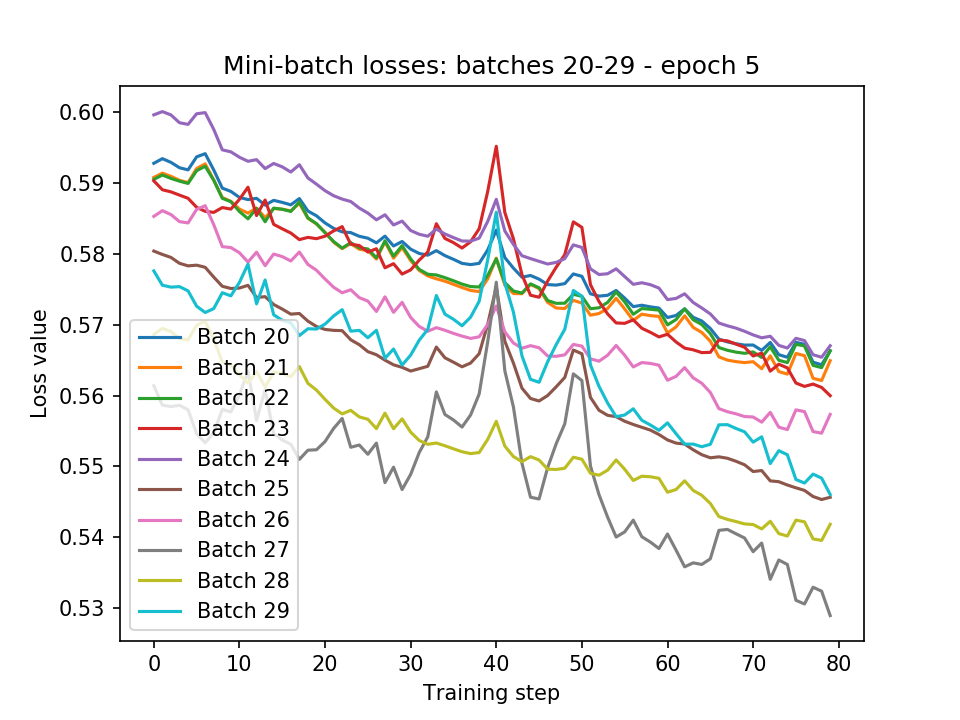 Mini-batch losses: batches 20-29 - epoch 5
Loss value
0.60
0.59
0.58
0.57
0.56
0.55
0.54
0.53
Batch 20
Batch 21
Batch 22
Batch 23
Batch 24
Batch 25
Batch 26
Batch 27
Batch 28
Batch 29
0 10 20 30 40 50 60 70 80
Training step